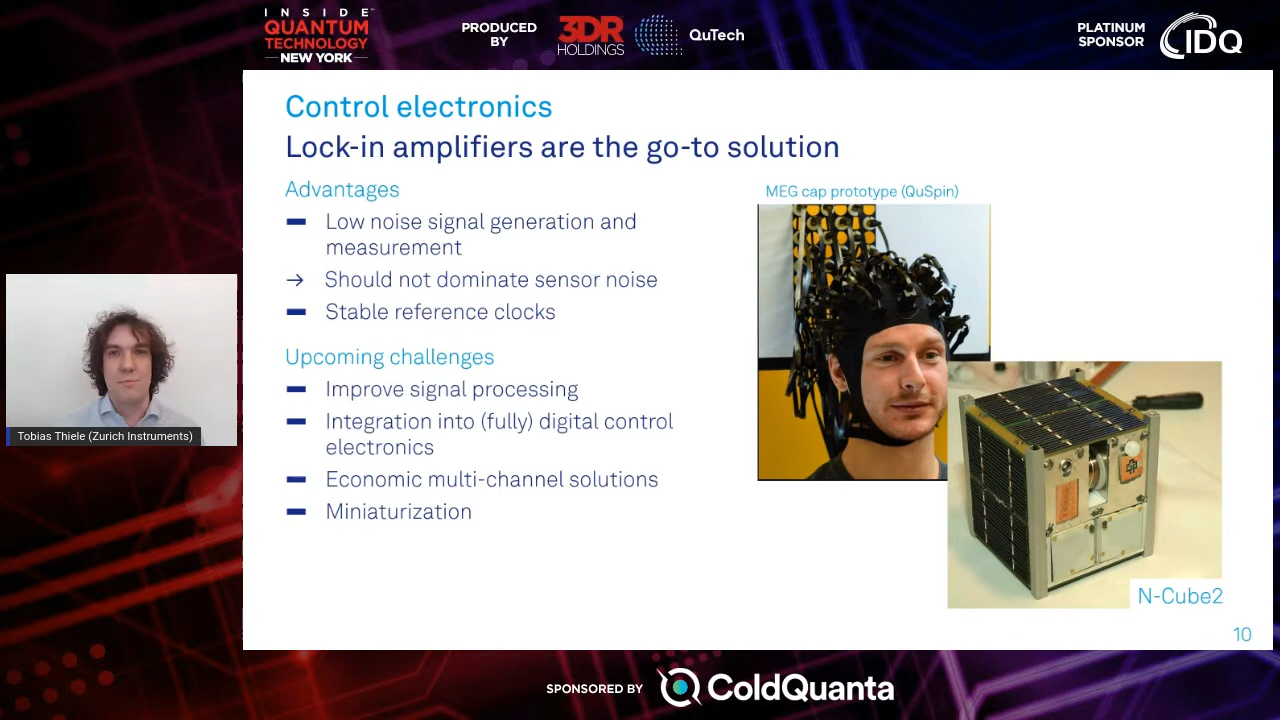 INSIDE
QUANTUM
TECHNOLOGY
NEW YORK
PRODUCED
BY
3DR
HOLDINGS
QuTech
PLATINUM
SPONSOR
IDQ
Control electronics
Lock-in amplifiers are the go-to solution
Advantages
Low noise signal generation and
measurement
→ Should not dominate sensor noise
Stable reference clocks
Upcoming challenges
Improve signal processing
Integration into (fully) digital control
electronics
Economic multi-channel solutions
Miniaturization
MEG cap prototype (QuSpin)
N-Cube2
10
Tobias Thiele (Zurich Instruments)
SPONSORED BY
ColdQuanta